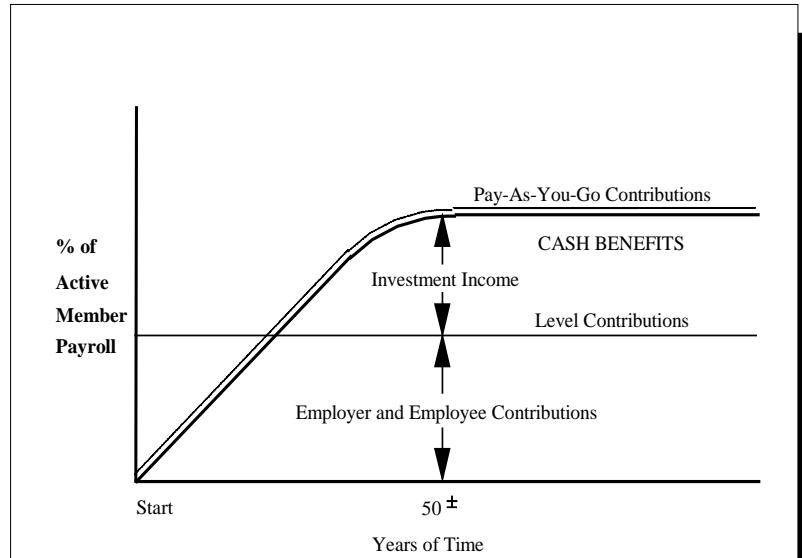 Pay-As-You-Go Contributions
CASH BENEFITS
% of
Active
Member
Payroll
Investment Income
Level Contributions
Employer and Employee Contributions
Start
50 ±
Years of Time